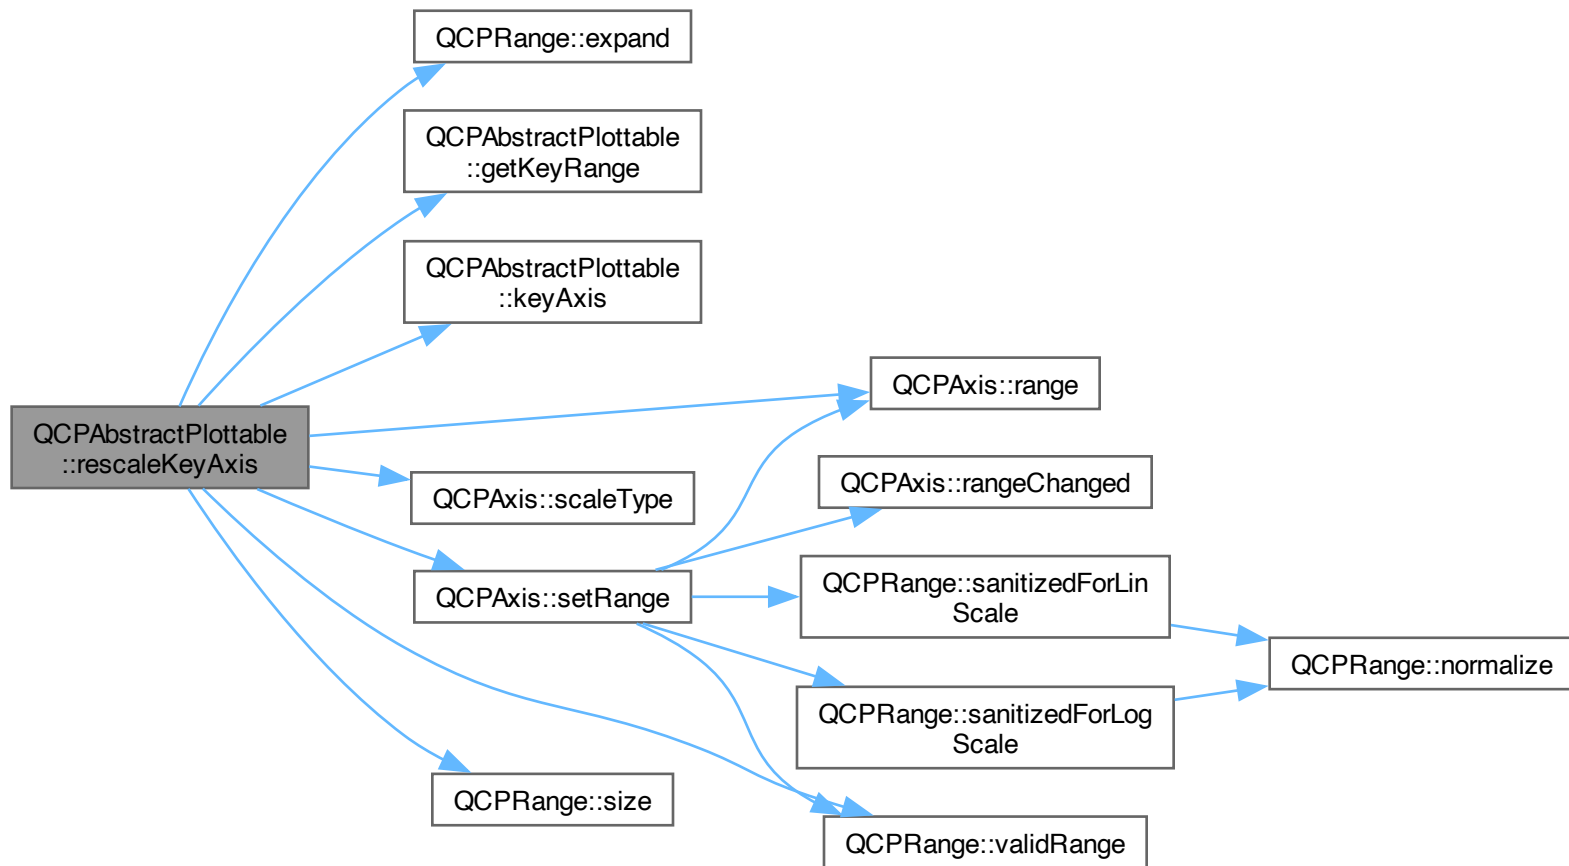 QCPRange::expand
QCPAbstractPlottable
::getKeyRange
QCPAbstractPlottable
::keyAxis
QCPAxis::range
QCPAbstractPlottable
::rescaleKeyAxis
QCPAxis::scaleType
QCPAxis::rangeChanged
QCPAxis::setRange
QCPRange::sanitizedForLin
Scale
QCPRange::normalize
QCPRange::sanitizedForLog
Scale
QCPRange::size
QCPRange::validRange